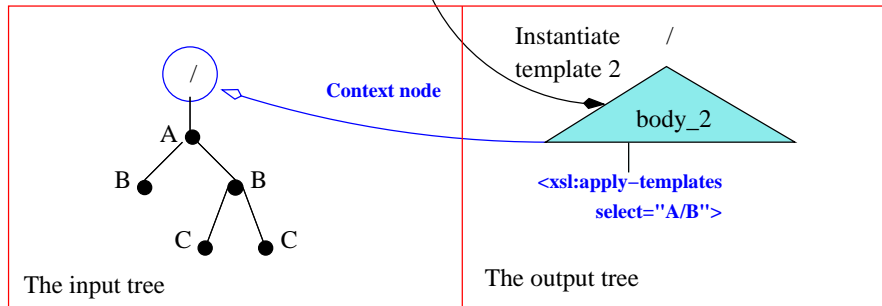 /
Context node
A
B
B
C
C
The input tree
Instantiate
template 2
/
body_2
<xsl:apply−templates
select="A/B">
The output tree